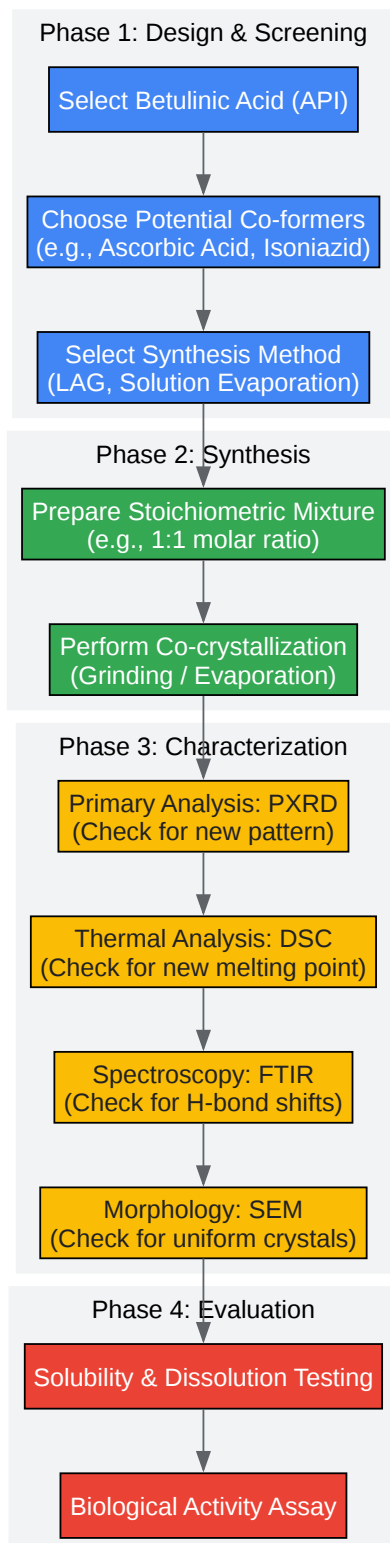 Phase 1: Design & Screening
Select Betulinic Acid (API)
Choose Potential Co-formers
(e.g., Ascorbic Acid, Isoniazid)
Select Synthesis Method
(LAG, Solution Evaporation)
Phase 2: Synthesis
Prepare Stoichiometric Mixture
(e.g., 1:1 molar ratio)
Perform Co-crystallization
(Grinding / Evaporation)
Phase 3: Characterization
Primary Analysis: PXRD
(Check for new pattern)
Thermal Analysis: DSC
(Check for new melting point)
Spectroscopy: FTIR
(Check for H-bond shifts)
Morphology: SEM
(Check for uniform crystals)
Phase 4: Evaluation
Solubility & Dissolution Testing
Biological Activity Assay